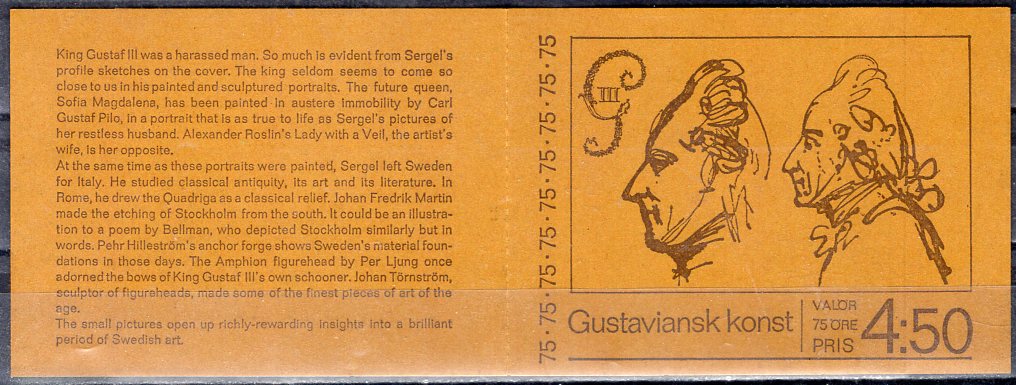 King Gustaf III was a harassed man. So much is evident from Sergel's
profile sketches on the cover. The king seldom seems to come so
close to us in his painted and sculptured portraits. The future queen,
Sofia Magdalena, has been painted in austere immobility by Carl
Gustaf Pilo, in a portrait that is as true to life as Sergel's pictures of
her restless husband. Alexander Roslin's Lady with a Veil, the artist's
wife, is her opposite.
At the same time as these portraits were painted, Sergel left Sweden
for Italy. He studied classical antiquity, its art and its literature. In
Rome, he drew the Quadriga as a classical relief. Johan Fredrik Martin
made the etching of Stockholm from the south. It could be an illustra-
tion to a poem by Bellman, who depicted Stockholm similarly but in
words. Pehr Hilleström's anchor forge shows Sweden's material foun-
dations in those days. The Amphion figurehead by Per Ljung once
adorned the bows of King Gustaf III's own schooner. Johan Törnström,
sculptor of figureheads, made some of the finest pieces of art of the
age.
The small pictures open up richly-rewarding insights into a brilliant
period of Swedish art.
75·75·75·75·75·75·75
G III
Gustaviansk konst
VALÖR
75 ÖRE
PRIS
4:50